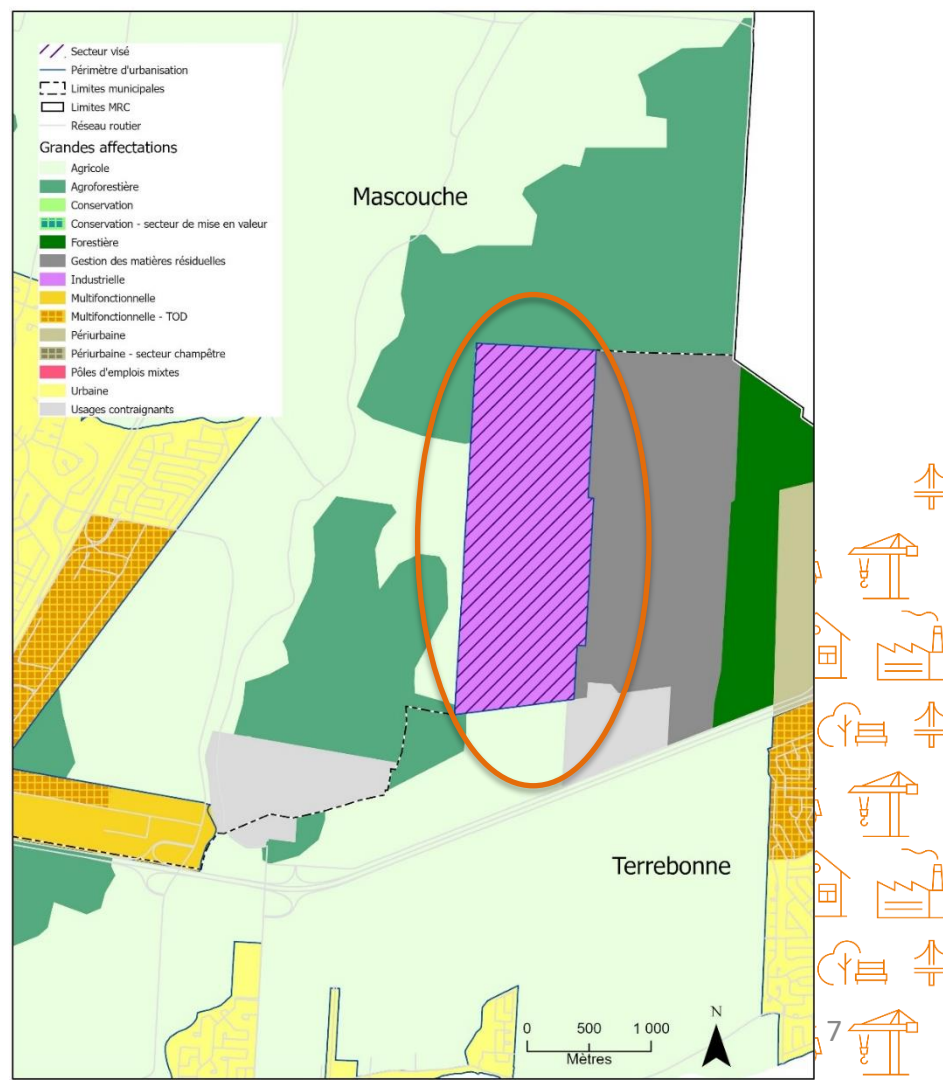 Secteur visé
Périmètre d'urbanisation
Limites municipales
Limites MRC
Réseau routier
Grandes affectations
Agricole
Agroforestière
Conservation
Conservation - secteur de mise en valeur
Forestière
Gestion des matières résiduelles
Industrielle
Multifonctionnelle
Multifonctionnelle - TOD
Périurbaine
Périurbaine - secteur champêtre
Pôles d'emplois mixtes
Urbaine
Usages contraignants
Mascouche
Terrebonne
0 500 1 000
Mètres
N
7